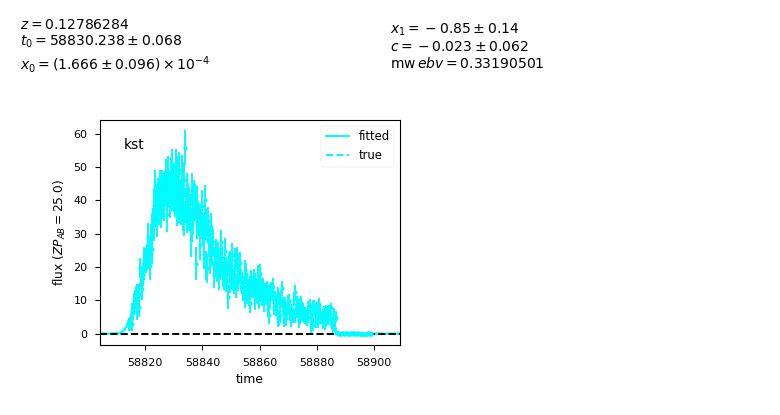 z = 0.12786284
t₀ = 58830.238 ± 0.068
x₀ = (1.666 ± 0.096) × 10⁻⁴
x₁ = −0.85 ± 0.14
c = −0.023 ± 0.062
mw ebv = 0.33190501
kst
fitted
true
flux (ZP_AB = 25.0)
60
50
40
30
20
10
0
58820 58840 58860 58880 58900
time